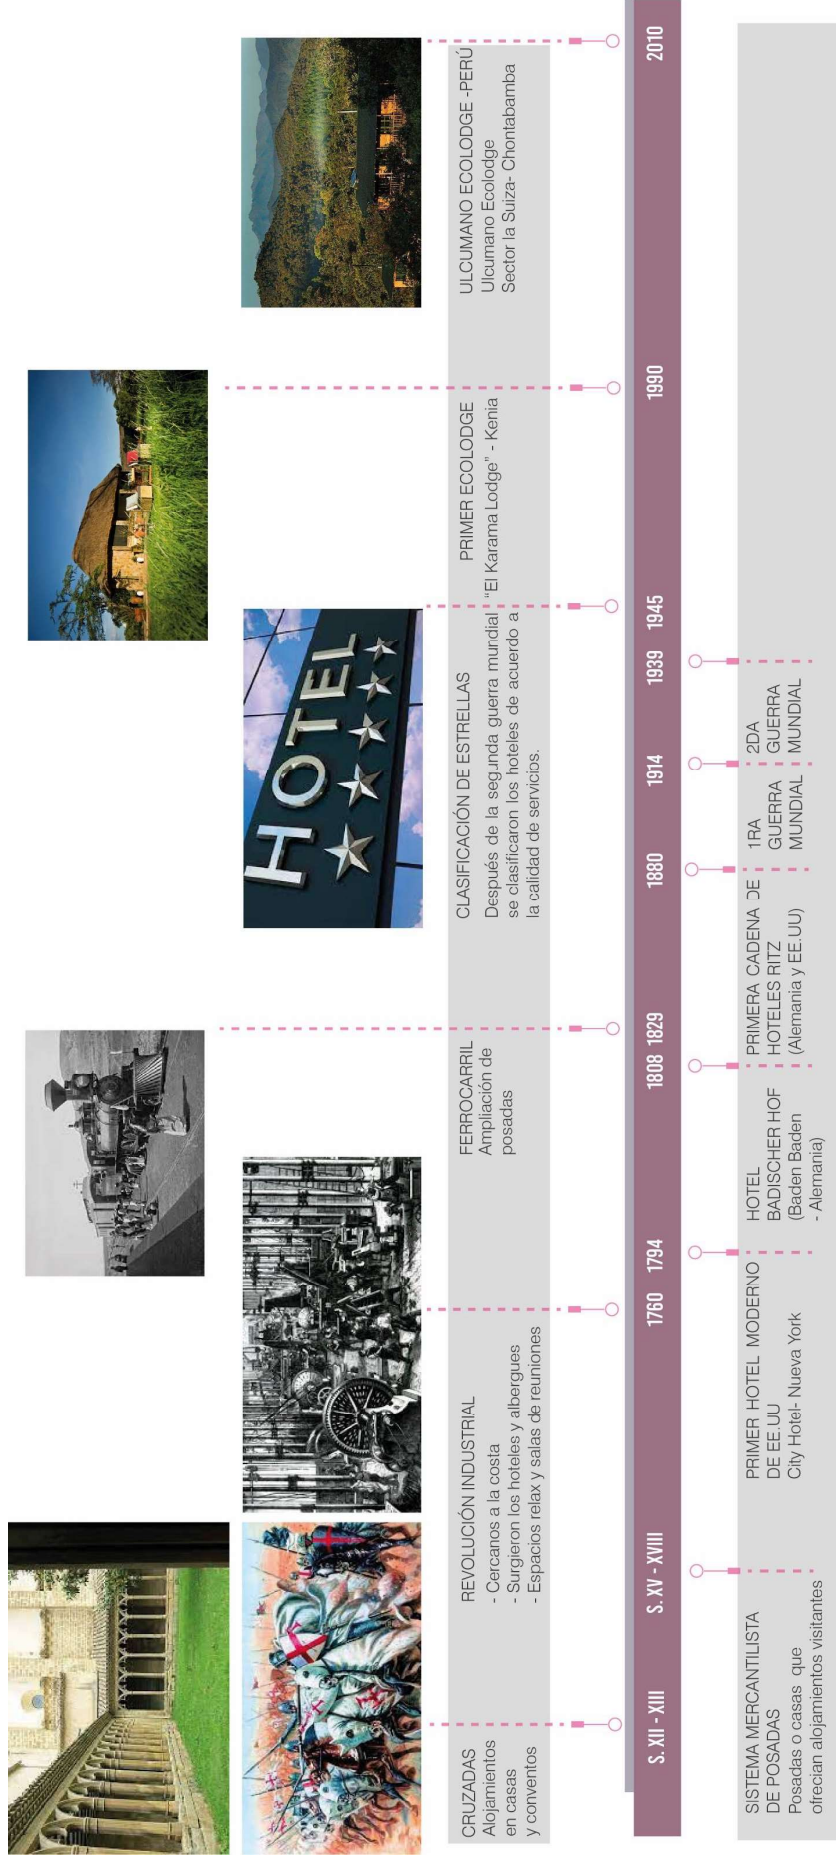 HOTEL
CRUZADAS
Alojamientos
en casas
y conventos
REVOLUCIÓN INDUSTRIAL
- Cercanos a la costa
- Surgieron los hoteles y albergues
- Espacios relax y salas de reuniones
FERROCARRIL
Ampliación de
posadas
CLASIFICACIÓN DE ESTRELLAS
Después de la segunda guerra mundial
se clasificaron los hoteles de acuerdo a
la calidad de servicios.
PRIMER ECOLODGE
"El Karama Lodge" - Kenia
ULCUMANO ECOLODGE -PERÚ
Ulcumano Ecolodge
Sector la Suiza- Chontabamba
S. XII - XIII
S. XV - XVIII
1760
1794
1808
1829
1880
1914
1939
1945
1990
2010
SISTEMA MERCANTILISTA
DE POSADAS
Posadas o casas que
ofrecian alojamientos visitantes
PRIMER HOTEL MODERNO
DE EE.UU
City Hotel- Nueva York
HOTEL
BADISCHER HOF
(Baden Baden
- Alemania)
PRIMERA CADENA DE
HOTELES RITZ
(Alemania y EE.UU)
1RA
GUERRA
MUNDIAL
2DA
GUERRA
MUNDIAL